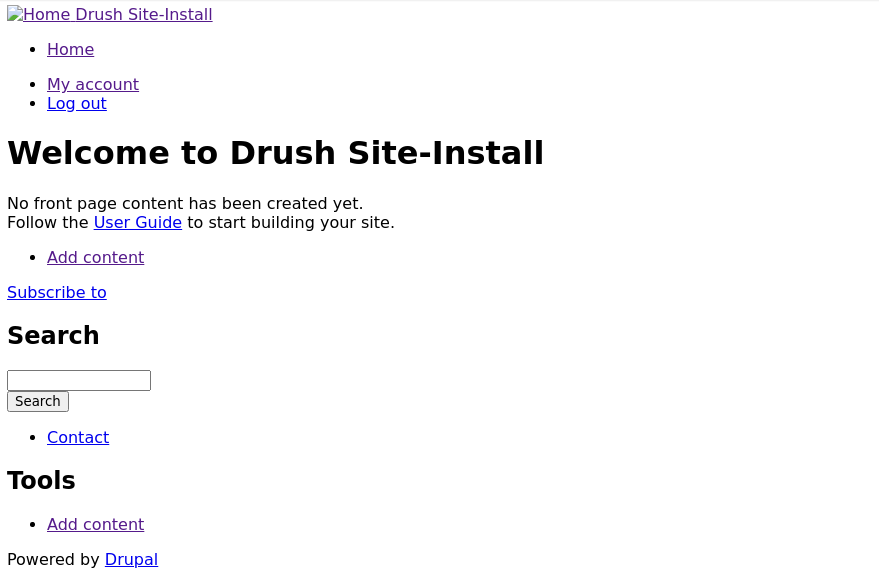 Home Drush Site-Install
Home
My account
Log out
Welcome to Drush Site-Install
No front page content has been created yet.
Follow the User Guide to start building your site.
Add content
Subscribe to
Search
Search
Contact
Tools
Add content
Powered by Drupal